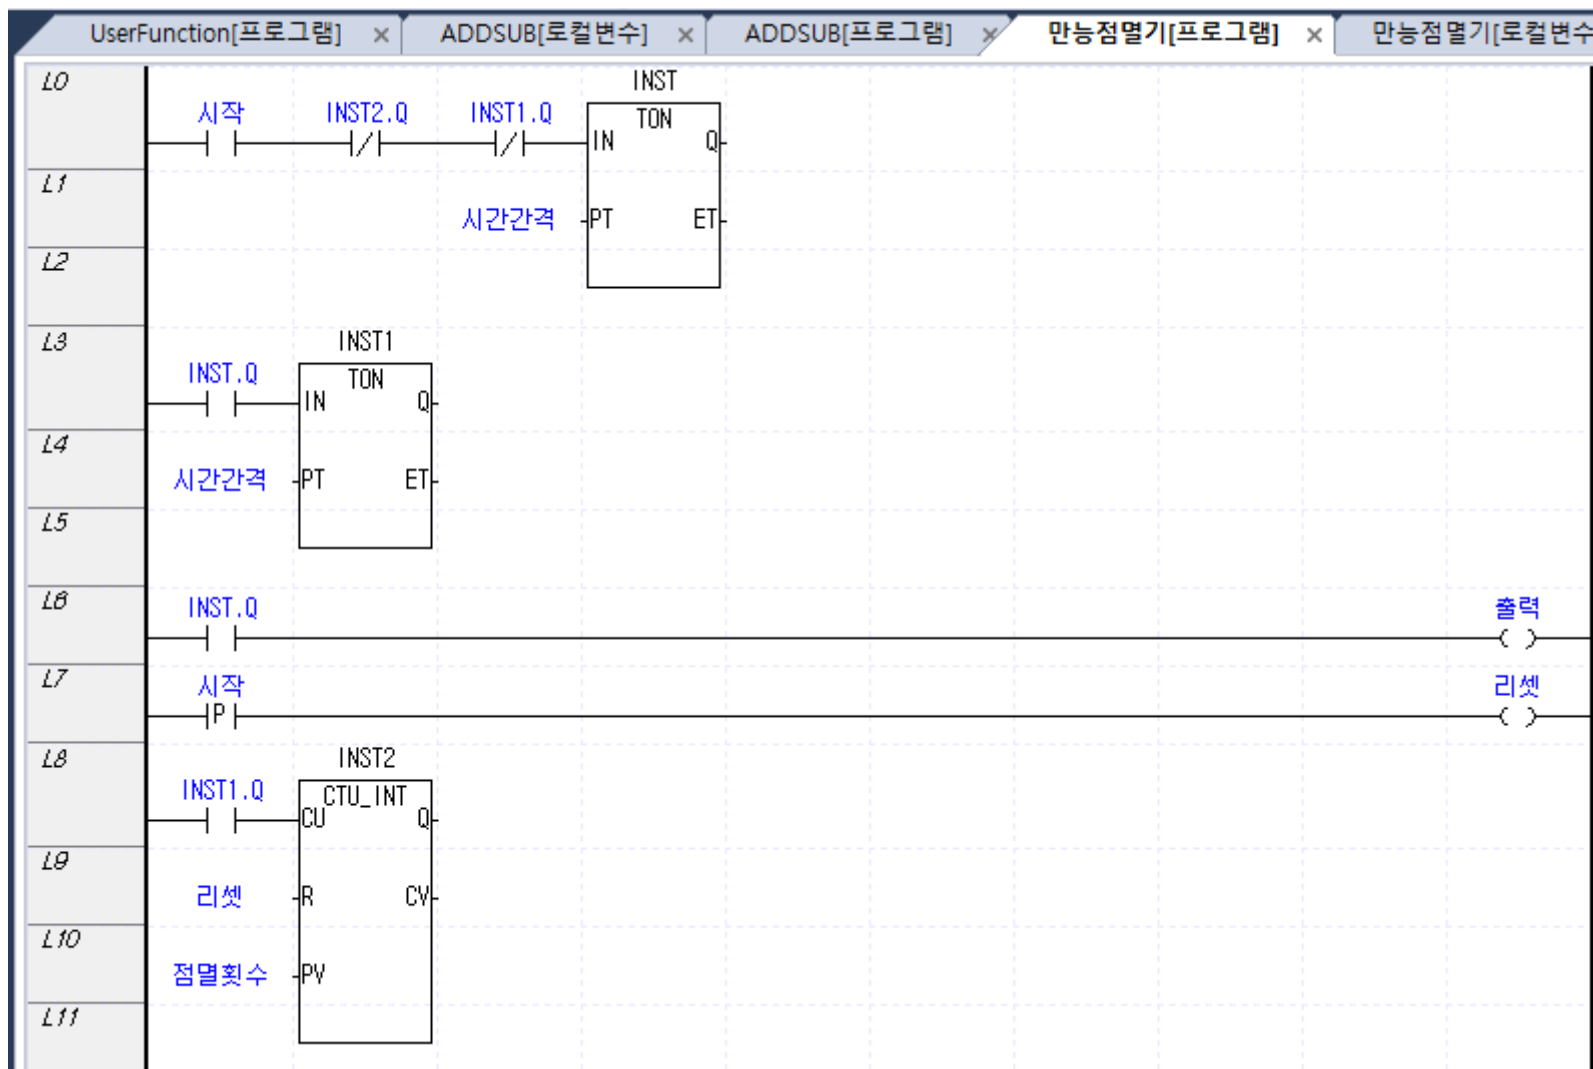 UserFunction[프로그램] × ADDSUB[로컬변수] × ADDSUB[프로그램] × 만능점멸기[프로그램] × 만능점멸기[로컬변수
L0
INST
시작 INST2.Q INST1.Q TON
IN Q
L1
시간간격 PT ET
L2
L3
INST1
INST.Q TON
IN Q
L4
시간간격 PT ET
L5
L6
INST.Q 출력
L7
시작 리셋
P
L8
INST2
INST1.Q CTU_INT
CU Q
L9
리셋 R CV
L10
점멸횟수 PV
L11